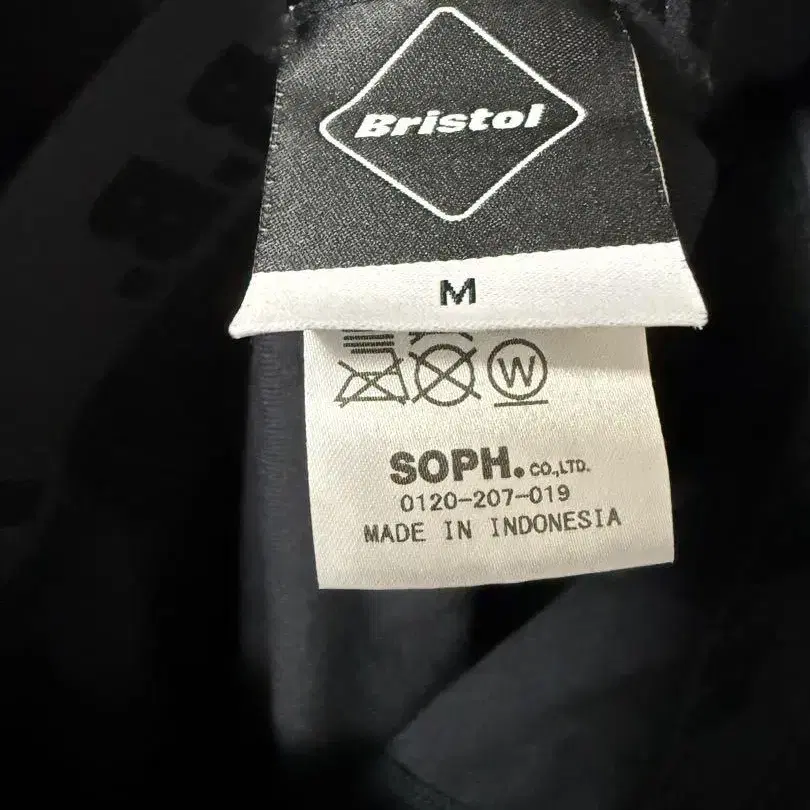 Bristol
M
W
SOPH. CO.,LTD.
0120-207-019
MADE IN INDONESIA